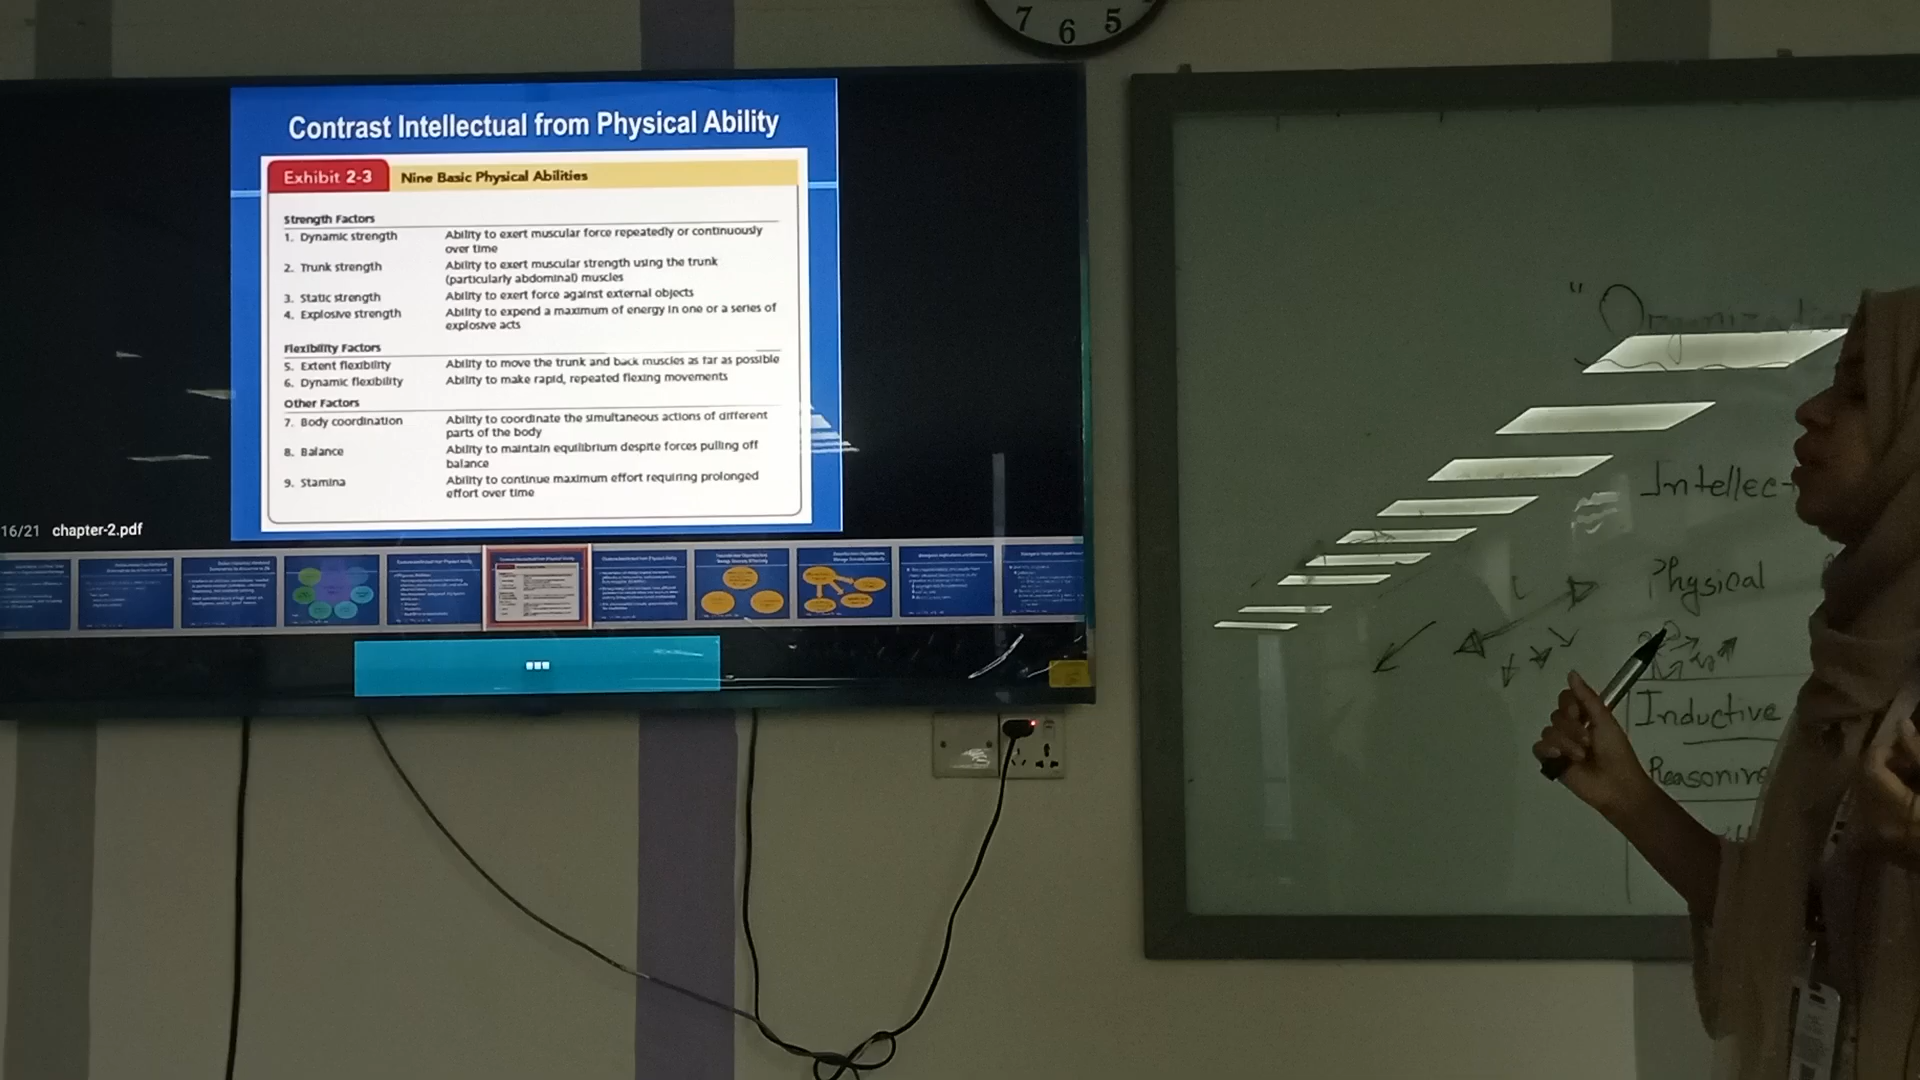 7 6 5
Contrast Intellectual from Physical Ability
Exhibit 2-3 Nine Basic Physical Abilities
Strength Factors
1. Dynamic strength Ability to exert muscular force repeatedly or continuously
over time
2. Trunk strength Ability to exert muscular strength using the trunk
(particularly abdominal) muscles
3. Static strength Ability to exert force against external objects
4. Explosive strength Ability to expend a maximum of energy in one or a series of
explosive acts
Flexibility Factors
5. Extent flexibility Ability to move the trunk and back muscles as far as possible
6. Dynamic flexibility Ability to make rapid, repeated flexing movements
Other Factors
7. Body coordination Ability to coordinate the simultaneous actions of different
parts of the body
8. Balance Ability to maintain equilibrium despite forces pulling off
balance
9. Stamina Ability to continue maximum effort requiring prolonged
effort over time
16/21 chapter-2.pdf
"Organization
Intellect
Physical
Inductive
Reasoning